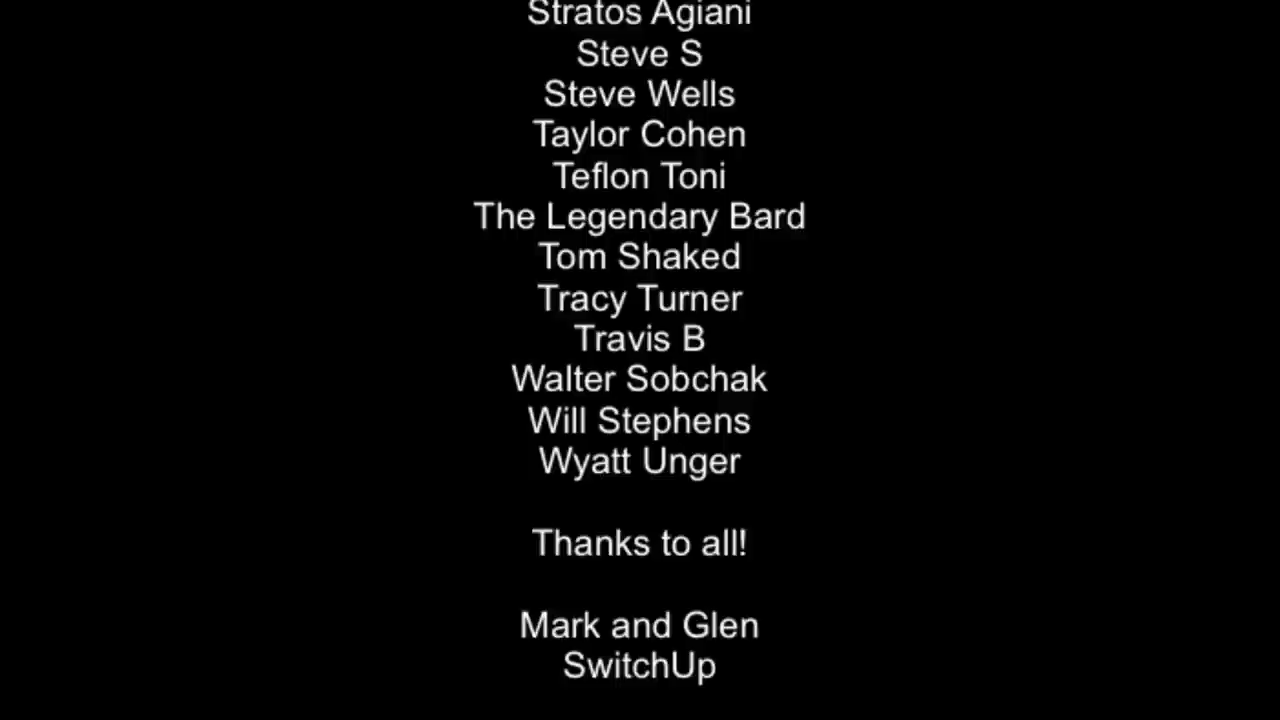 Stratos Agiani
Steve S
Steve Wells
Taylor Cohen
Teflon Toni
The Legendary Bard
Tom Shaked
Tracy Turner
Travis B
Walter Sobchak
Will Stephens
Wyatt Unger
Thanks to all!
Mark and Glen
SwitchUp